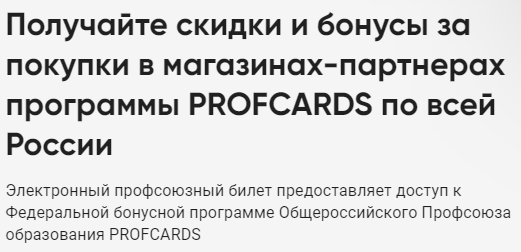 Получайте скидки и бонусы за
покупки в магазинах-партнерах
программы PROFCARDS по всей
России
Электронный профсоюзный билет предоставляет доступ к
Федеральной бонусной программе Общероссийского Профсоюза
образования PROFCARDS